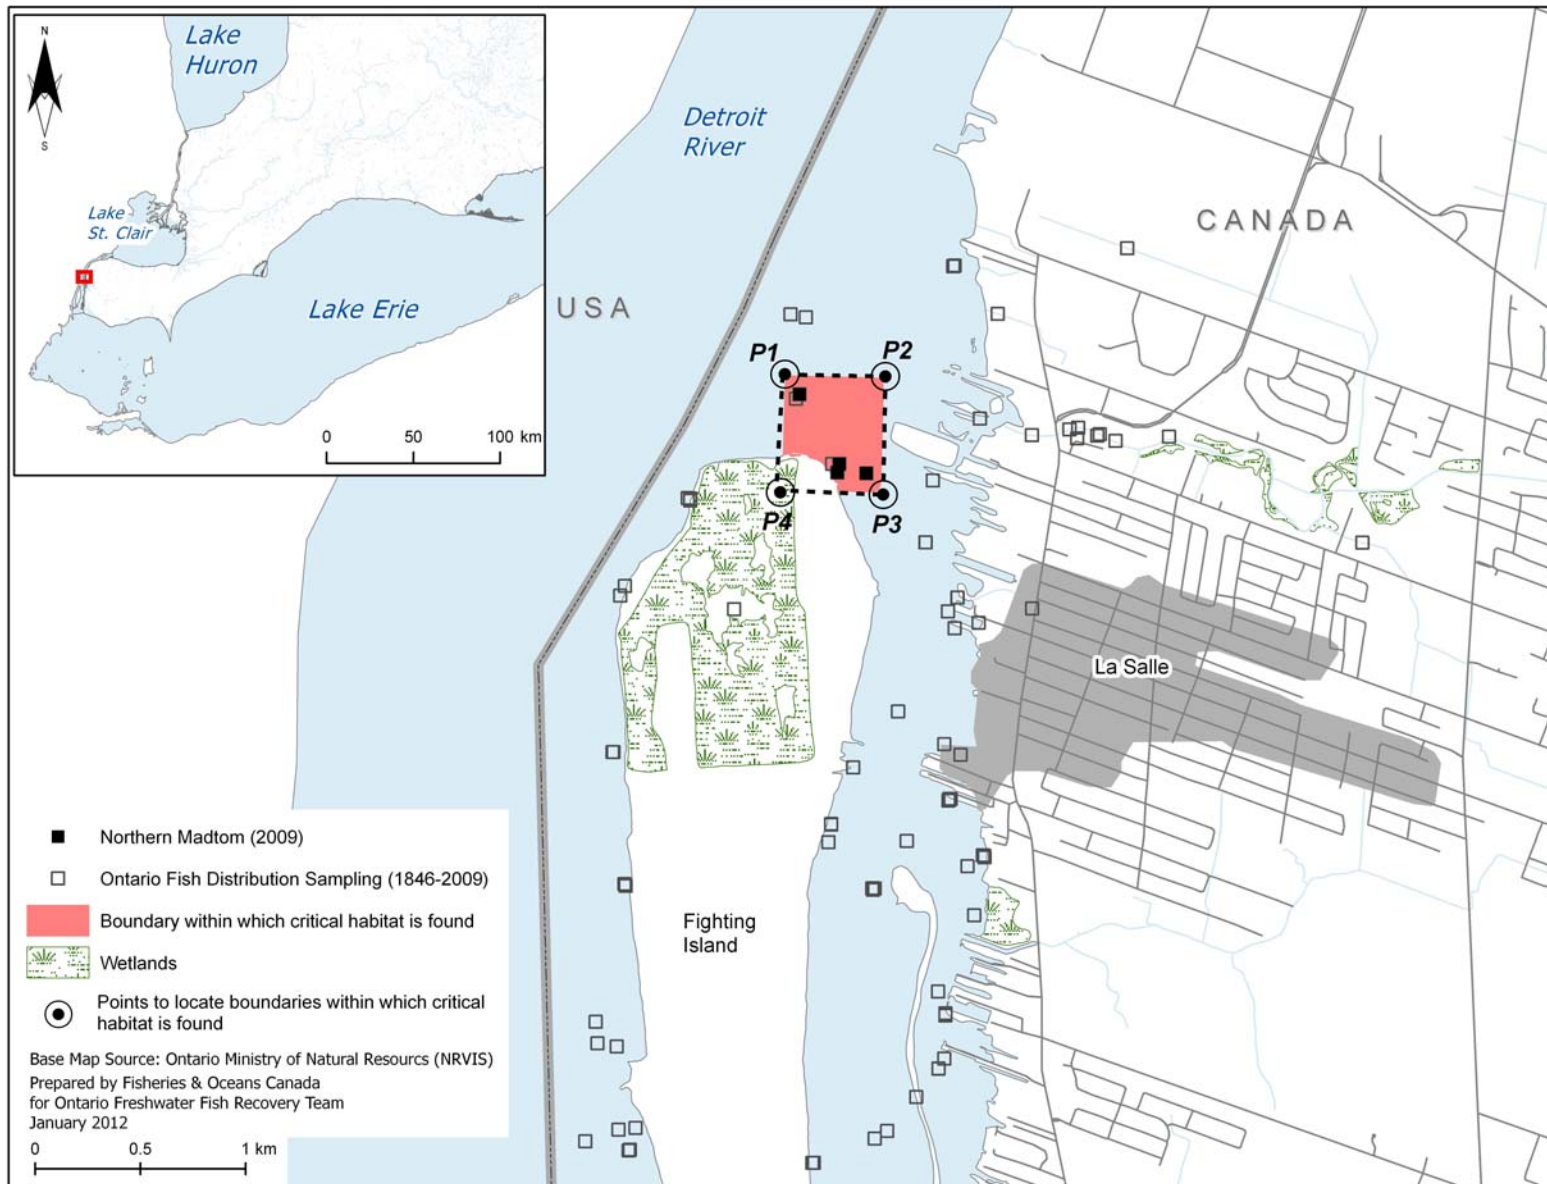 N
S
Lake
Huron
Lake
St. Clair
Lake Erie
0 50 100 km
Detroit
River
CANADA
USA
P1
P2
P4
P3
La Salle
Fighting
Island
Northern Madtom (2009)
Ontario Fish Distribution Sampling (1846-2009)
Boundary within which critical habitat is found
Wetlands
Points to locate boundaries within which critical
habitat is found
Base Map Source: Ontario Ministry of Natural Resourcs (NRVIS)
Prepared by Fisheries & Oceans Canada
for Ontario Freshwater Fish Recovery Team
January 2012
0 0.5 1 km